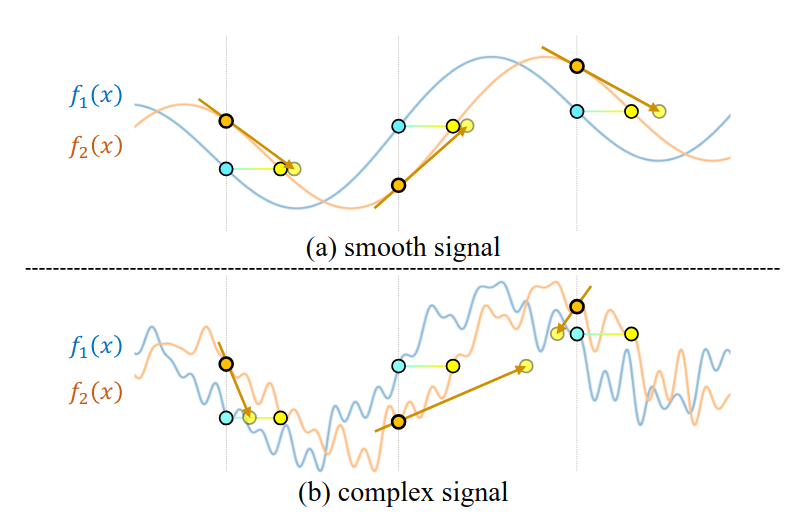 f₁(x)
f₂(x)
(a) smooth signal
f₁(x)
f₂(x)
(b) complex signal